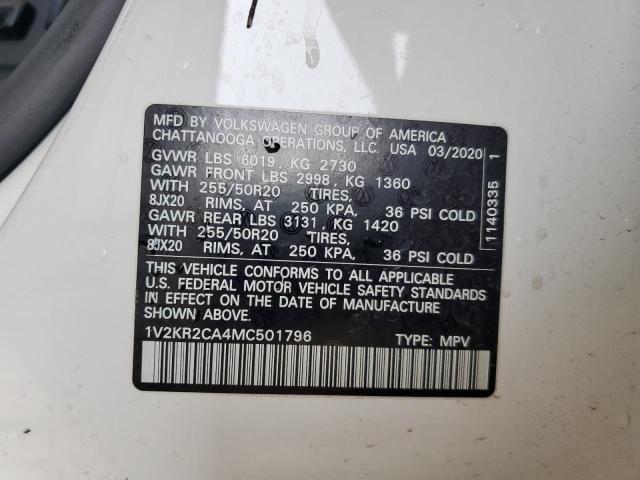 MFD BY VOLKSWAGEN GROUP OF AMERICA
CHATTANOOGA OPERATIONS, LLC. USA 03/2020
GVWR LBS 6019, KG 2730
GAWR FRONT LBS 2998, KG 1360
WITH 255/50R20 TIRES,
8JX20 RIMS, AT 250 KPA, 36 PSI COLD
GAWR REAR LBS 3131, KG 1420
WITH 255/50R20 TIRES,
8JX20 RIMS, AT 250 KPA, 36 PSI COLD
THIS VEHICLE CONFORMS TO ALL APPLICABLE
U.S. FEDERAL MOTOR VEHICLE SAFETY STANDARDS
IN EFFECT ON THE DATE OF MANUFACTURE
SHOWN ABOVE.
1V2KR2CA4MC501796 TYPE: MPV
1140335 1